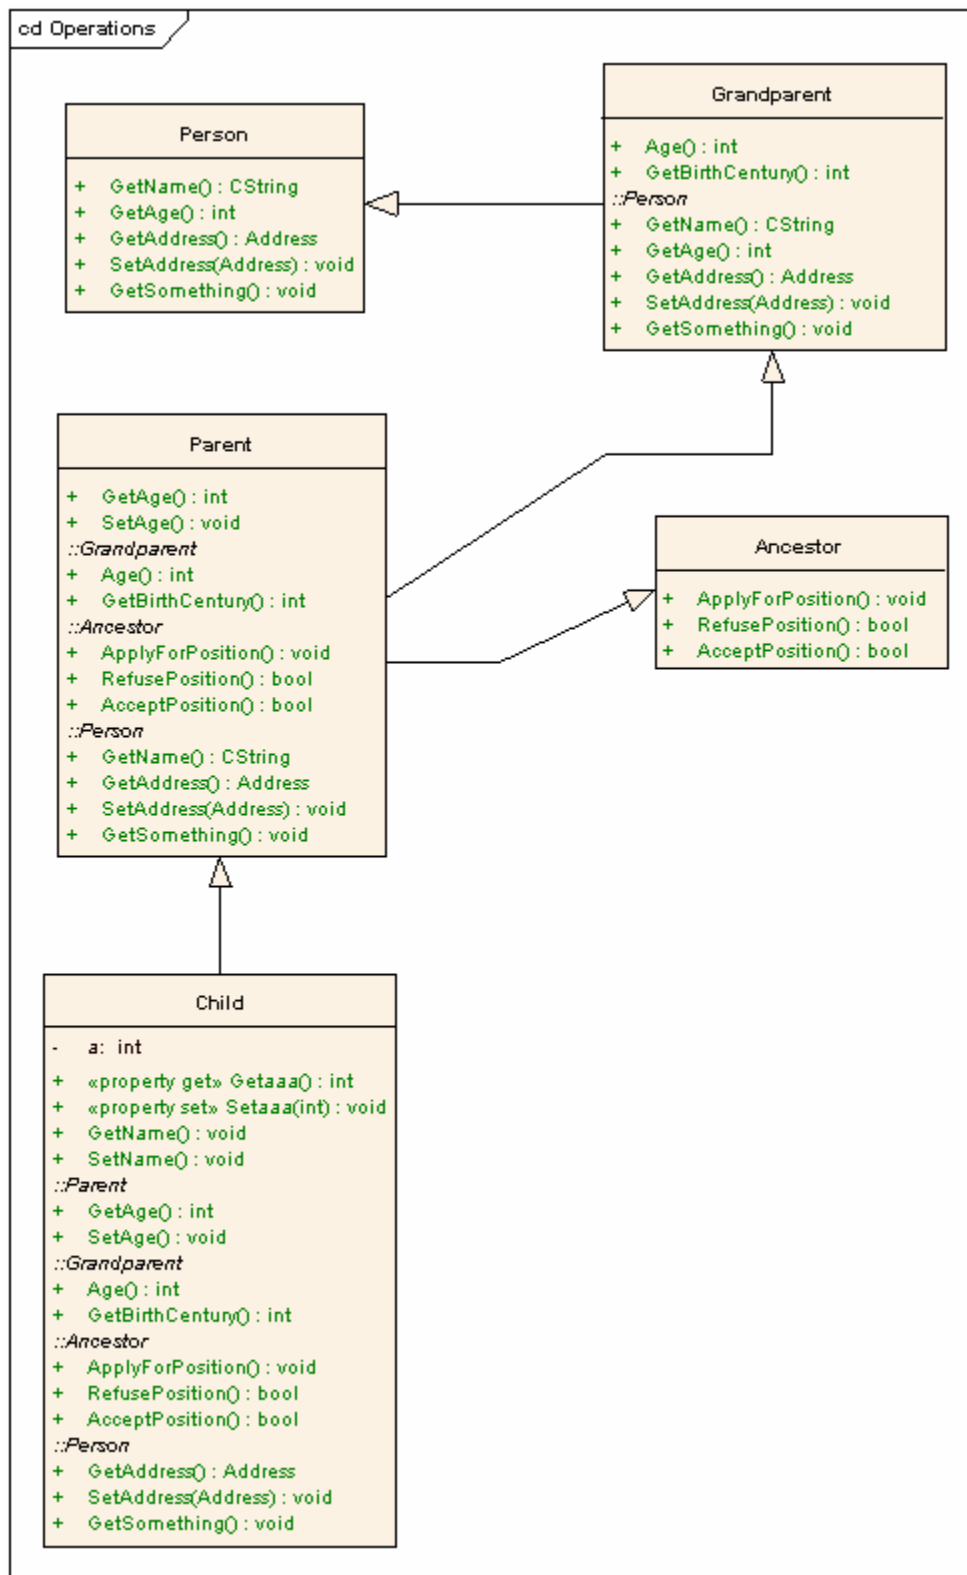 cd Operations
Person
+ GetName() : CString
+ GetAge() : int
+ GetAddress() : Address
+ SetAddress(Address) : void
+ GetSomething() : void
Grandparent
+ Age() : int
+ GetBirthCentury() : int
::Person
+ GetName() : CString
+ GetAge() : int
+ GetAddress() : Address
+ SetAddress(Address) : void
+ GetSomething() : void
Parent
+ GetAge() : int
+ SetAge() : void
::Grandparent
+ Age() : int
+ GetBirthCentury() : int
::Ancestor
+ ApplyForPosition() : void
+ RefusePosition() : bool
+ AcceptPosition() : bool
::Person
+ GetName() : CString
+ GetAddress() : Address
+ SetAddress(Address) : void
+ GetSomething() : void
Ancestor
+ ApplyForPosition() : void
+ RefusePosition() : bool
+ AcceptPosition() : bool
Child
- a: int
+ «property get» Getaaa() : int
+ «property set» Setaaa(int) : void
+ GetName() : void
+ SetName() : void
::Parent
+ GetAge() : int
+ SetAge() : void
::Grandparent
+ Age() : int
+ GetBirthCentury() : int
::Ancestor
+ ApplyForPosition() : void
+ RefusePosition() : bool
+ AcceptPosition() : bool
::Person
+ GetAddress() : Address
+ SetAddress(Address) : void
+ GetSomething() : void